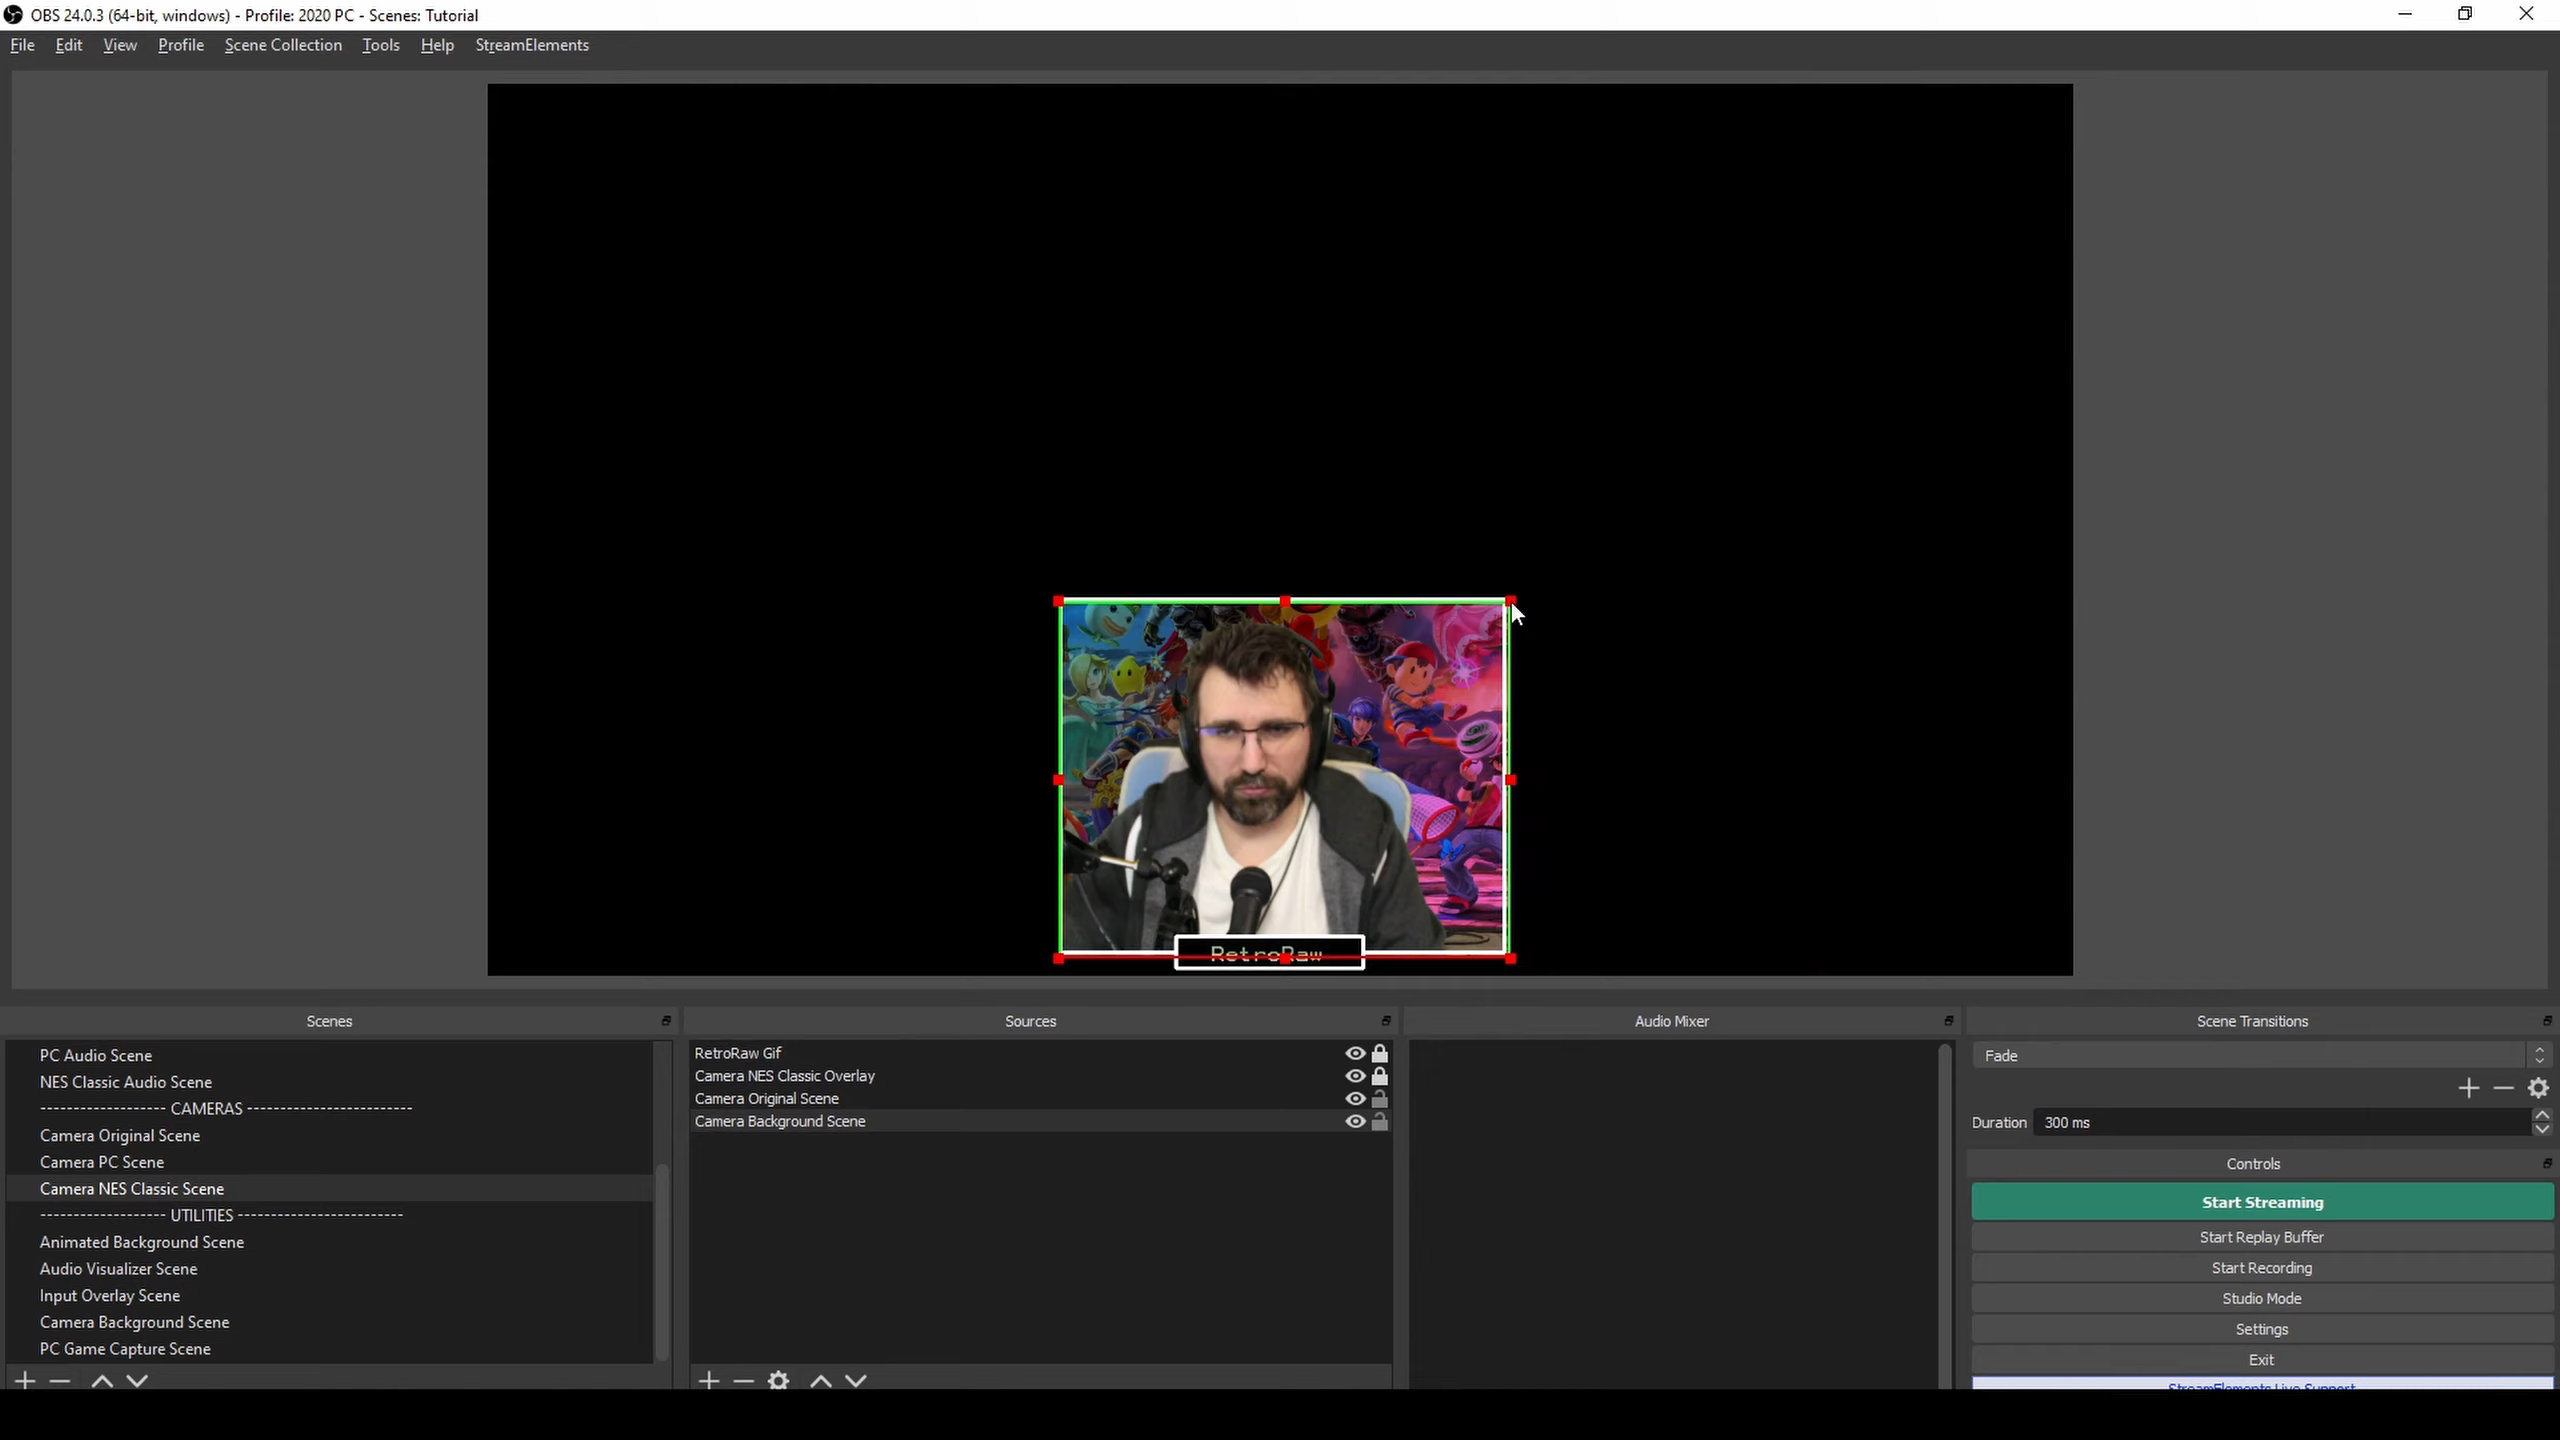 OBS 24.0.3 (64-bit, windows) - Profile: 2020 PC - Scenes: Tutorial
File Edit View Profile Scene Collection Tools Help StreamElements
RetroRaw
Scenes
PC Audio Scene
NES Classic Audio Scene
------------------- CAMERAS -------------------------
Camera Original Scene
Camera PC Scene
Camera NES Classic Scene
------------------- UTILITIES -------------------------
Animated Background Scene
Audio Visualizer Scene
Input Overlay Scene
Camera Background Scene
PC Game Capture Scene
Sources
RetroRaw Gif
Camera NES Classic Overlay
Camera Original Scene
Camera Background Scene
Audio Mixer
Scene Transitions
Fade
Duration 300 ms
Controls
Start Streaming
Start Replay Buffer
Start Recording
Studio Mode
Settings
Exit
StreamElements Live Support